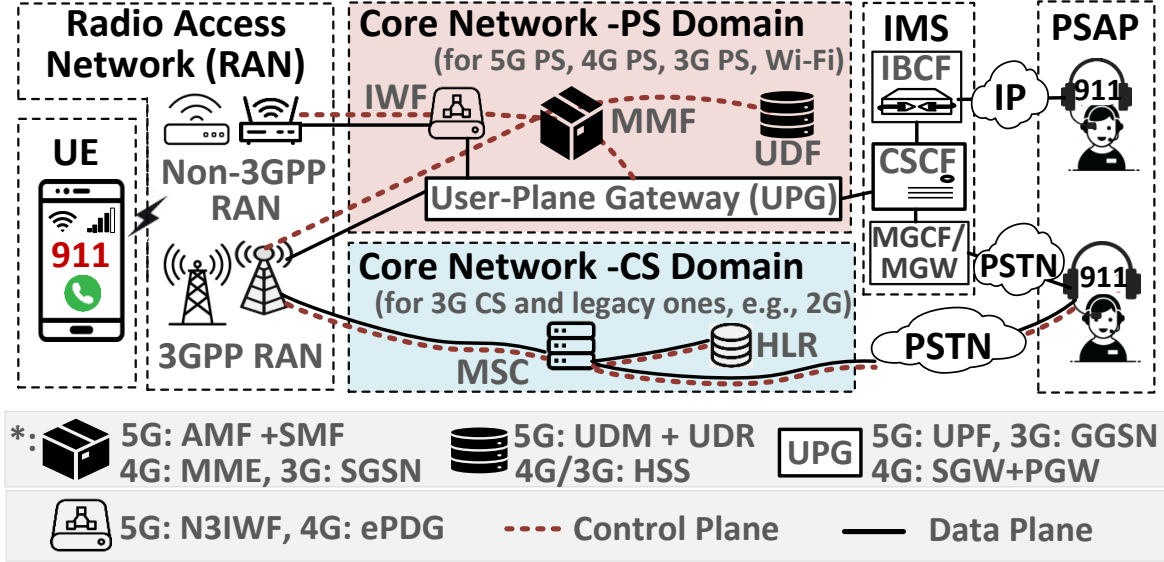 Radio Access
Network (RAN)
Non-3GPP
RAN
3GPP RAN
UE
911
Core Network -PS Domain
(for 5G PS, 4G PS, 3G PS, Wi-Fi)
IWF
MMF
UDF
User-Plane Gateway (UPG)
Core Network -CS Domain
(for 3G CS and legacy ones, e.g., 2G)
MSC
HLR
IMS
IBCF
CSCF
MGCF/
MGW
IP
PSTN
PSTN
PSAP
911
911
*:
5G: AMF +SMF
4G: MME, 3G: SGSN
5G: UDM + UDR
4G/3G: HSS
UPG
5G: UPF, 3G: GGSN
4G: SGW+PGW
5G: N3IWF, 4G: ePDG
Control Plane
Data Plane